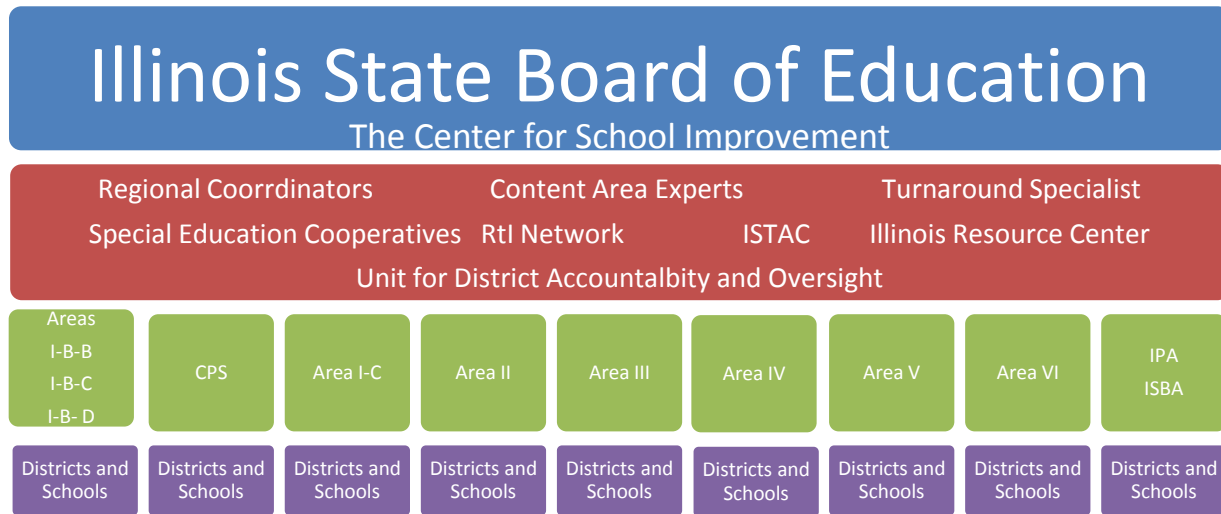 Illinois State Board of Education
The Center for School Improvement
Regional Coorrdinators Content Area Experts Turnaround Specialist
Special Education Cooperatives RtI Network ISTAC Illinois Resource Center
Unit for District Accountalbity and Oversight
Areas
I-B-B
I-B-C
I-B- D
CPS
Area I-C
Area II
Area III
Area IV
Area V
Area VI
IPA
ISBA
Districts and
Schools
Districts and
Schools
Districts and
Schools
Districts and
Schools
Districts and
Schools
Districts and
Schools
Districts and
Schools
Districts and
Schools
Districts and
Schools